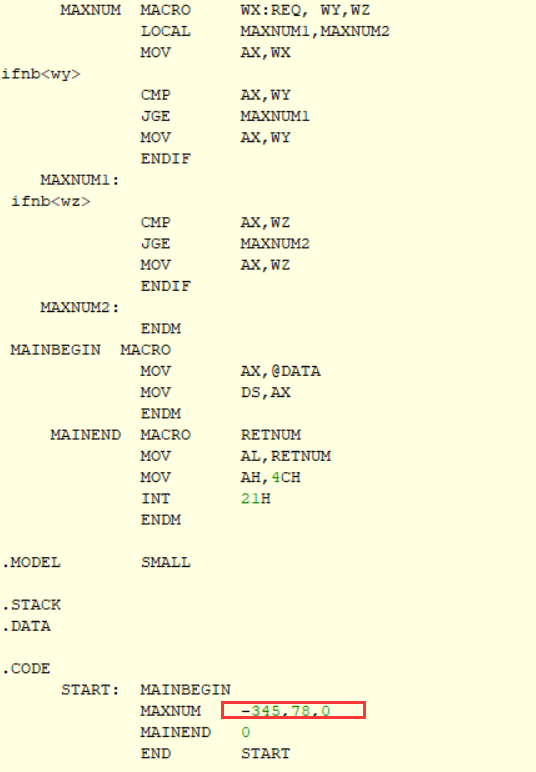 MAXNUM MACRO WX:REQ, WY,WZ
LOCAL MAXNUM1,MAXNUM2
MOV AX,WX
ifnb<wy>
CMP AX,WY
JGE MAXNUM1
MOV AX,WY
ENDIF
MAXNUM1:
ifnb<wz>
CMP AX,WZ
JGE MAXNUM2
MOV AX,WZ
ENDIF
MAXNUM2:
ENDM
MAINBEGIN MACRO
MOV AX,@DATA
MOV DS,AX
ENDM
MAINEND MACRO RETNUM
MOV AL,RETNUM
MOV AH,4CH
INT 21H
ENDM
.MODEL SMALL
.STACK
.DATA
.CODE
START: MAINBEGIN
MAXNUM -345,78,0
MAINEND 0
END START